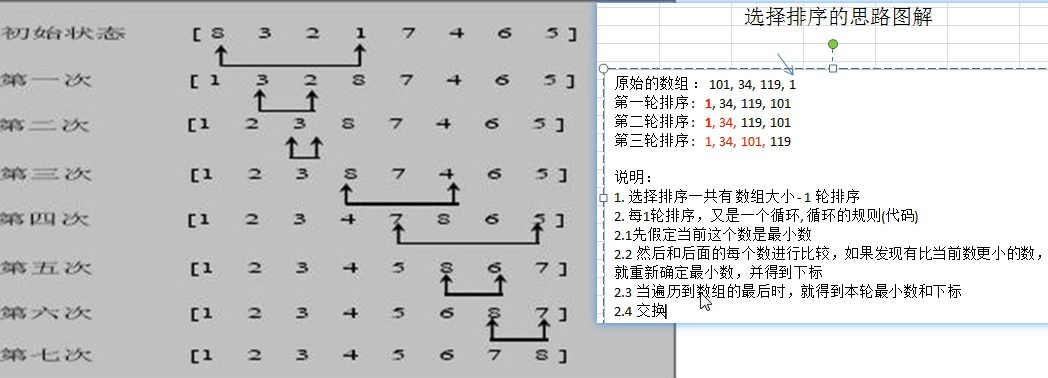 初始状态 [ 8 3 2 1 7 4 6 5 ]
第一次 [ 1 3 2 8 7 4 6 5 ]
第二次 [1 2 3 8 7 4 6 5 ]
第三次 [1 2 3 8 7 4 6 5 ]
第四次 [1 2 3 4 7 8 6 5 ]
第五次 [1 2 3 4 5 8 6 7 ]
第六次 [1 2 3 4 5 6 8 7 ]
第七次 [1 2 3 4 5 6 7 8 ]
选择排序的思路图解
原始的数组 : 101, 34, 119, 1
第一轮排序: 1, 34, 119, 101
第二轮排序: 1, 34, 119, 101
第三轮排序: 1, 34, 101, 119
说明:
1. 选择排序一共有 数组大小 - 1 轮排序
2. 每1轮排序，又是一个循环, 循环的规则(代码)
2.1先假定当前这个数是最小数
2.2 然后和后面的每个数进行比较，如果发现有比当前数更小的数，
就重新确定最小数，并得到下标
2.3 当遍历到数组的最后时，就得到本轮最小数和下标
2.4 交换